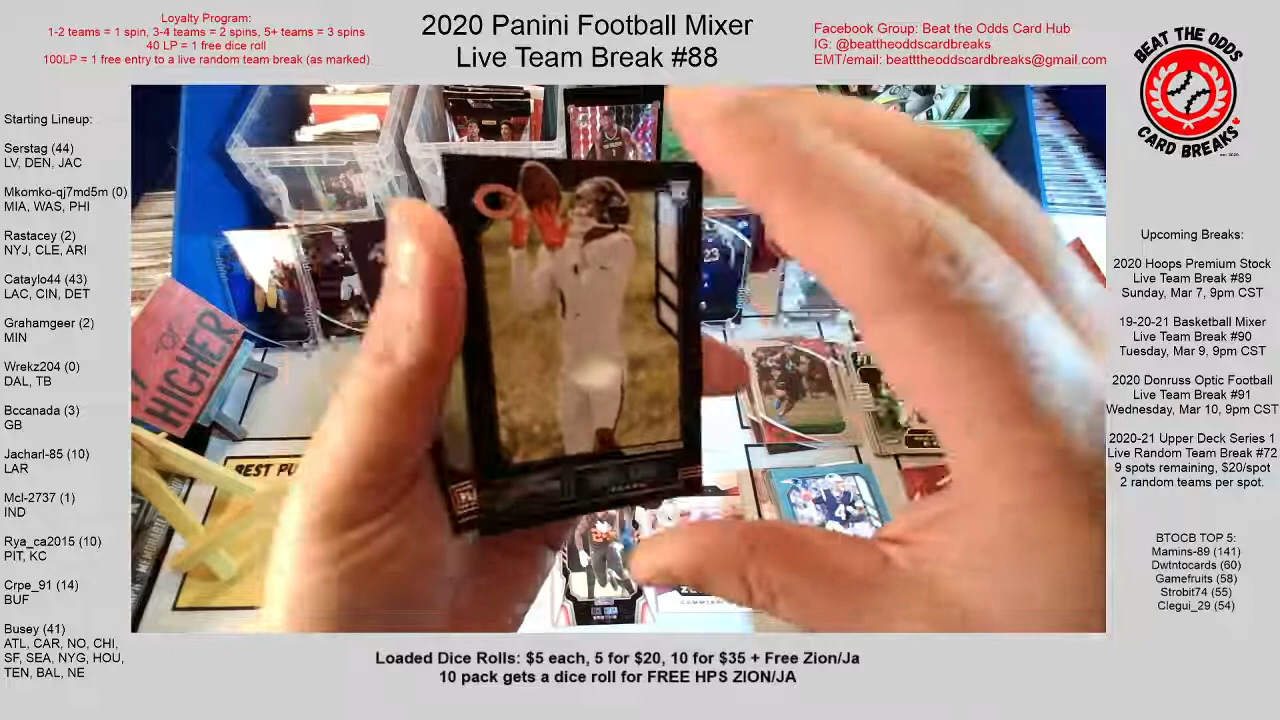 Loyalty Program:
1-2 teams = 1 spin, 3-4 teams = 2 spins, 5+ teams = 3 spins
40 LP = 1 free dice roll
100LP = 1 free entry to a live random team break (as marked)
2020 Panini Football Mixer
Live Team Break #88
Facebook Group: Beat the Odds Card Hub
IG: @beattheoddscardbreaks
EMT/email: beatttheoddscardbreaks@gmail.com
BEAT THE ODDS
CARD BREAKS
Starting Lineup:
Serstag (44)
LV, DEN, JAC
Mkomko-qj7md5m (0)
MIA, WAS, PHI
Rastacey (2)
NYJ, CLE, ARI
Cataylo44 (43)
LAC, CIN, DET
Grahamgeer (2)
MIN
Wrekz204 (0)
DAL, TB
Bccanada (3)
GB
Jachan65 (10)
LAR
(1)
IND
Rya_ca2015 (10)
PIT, KC
Crpe_91 (14)
BUF
Busey (41)
ATL, CAR, NO, CHI,
SF, SEA, NYG, HOU,
TEN, BAL, NE
OR
HIGHER
BEST PU
23
4
Upcoming Breaks:
2020 Hoops Premium Stock
Live Team Break #89
Sunday, Mar 7, 9pm CST
19-20-21 Basketball Mixer
Live Team Break #90
Tuesday, Mar 9, 9pm CST
2020 Donruss Optic Football
Live Team Break #91
Wednesday, Mar 10, 9pm CST
2020-21 Upper Deck Series 1
Live Random Team Break #72
9 spots remaining, $20/spot
2 random teams per spot.
BTOCB TOP 5:
Mamins-89 (141)
Dwtntocards (60)
Gamefruits (58)
Strobit74 (55)
Clegui_29 (54)
Loaded Dice Rolls: $5 each, 5 for $20, 10 for $35 + Free Zion/Ja
10 pack gets a dice roll for FREE HPS ZION/JA